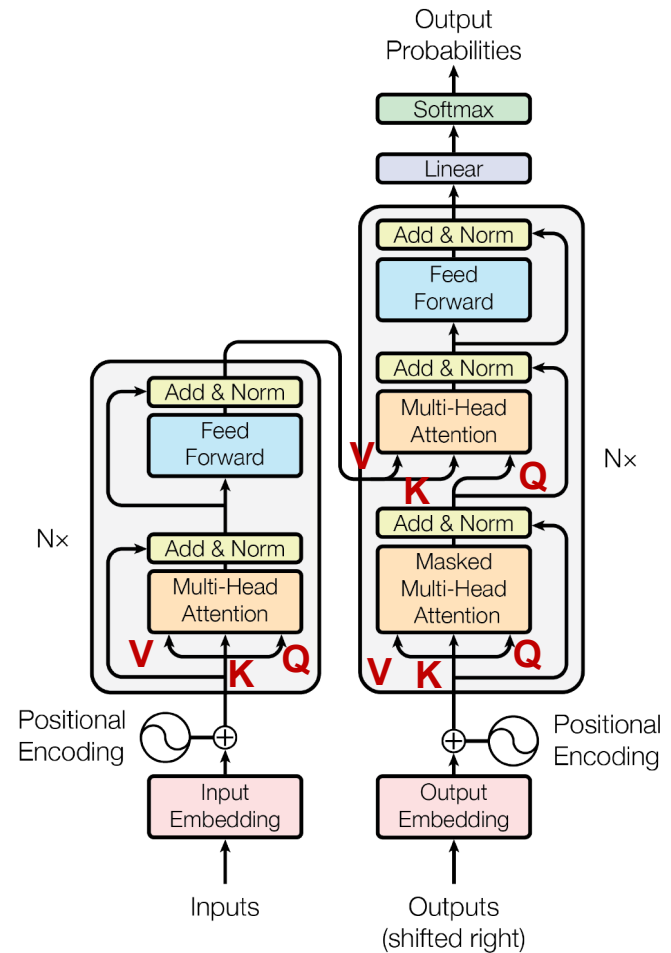 Output
Probabilities
Softmax
Linear
Add & Norm
Feed
Forward
Add & Norm
Multi-Head
Attention
V
K
Q
Add & Norm
Masked
Multi-Head
Attention
V
K
Q
N×
Add & Norm
Feed
Forward
N×
Add & Norm
Multi-Head
Attention
V
K
Q
Positional
Encoding
Positional
Encoding
Input
Embedding
Output
Embedding
Inputs
Outputs
(shifted right)